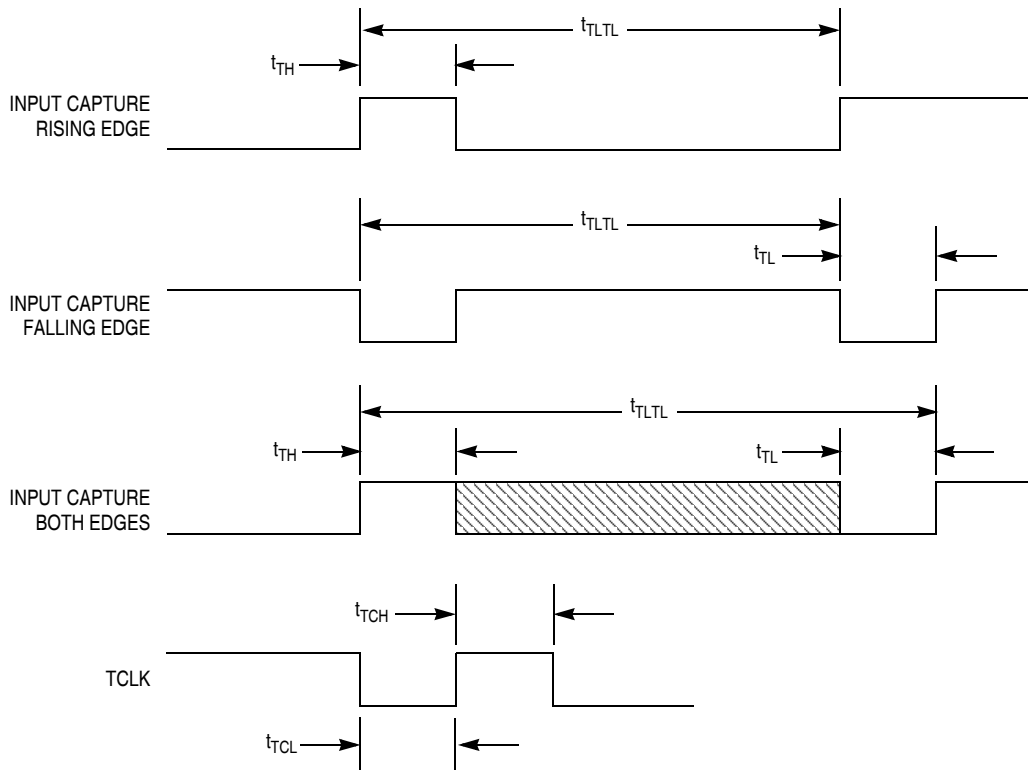 tTLTL
tTH
INPUT CAPTURE
RISING EDGE
tTLTL
tTL
INPUT CAPTURE
FALLING EDGE
tTLTL
tTH
tTL
INPUT CAPTURE
BOTH EDGES
tTCH
TCLK
tTCL